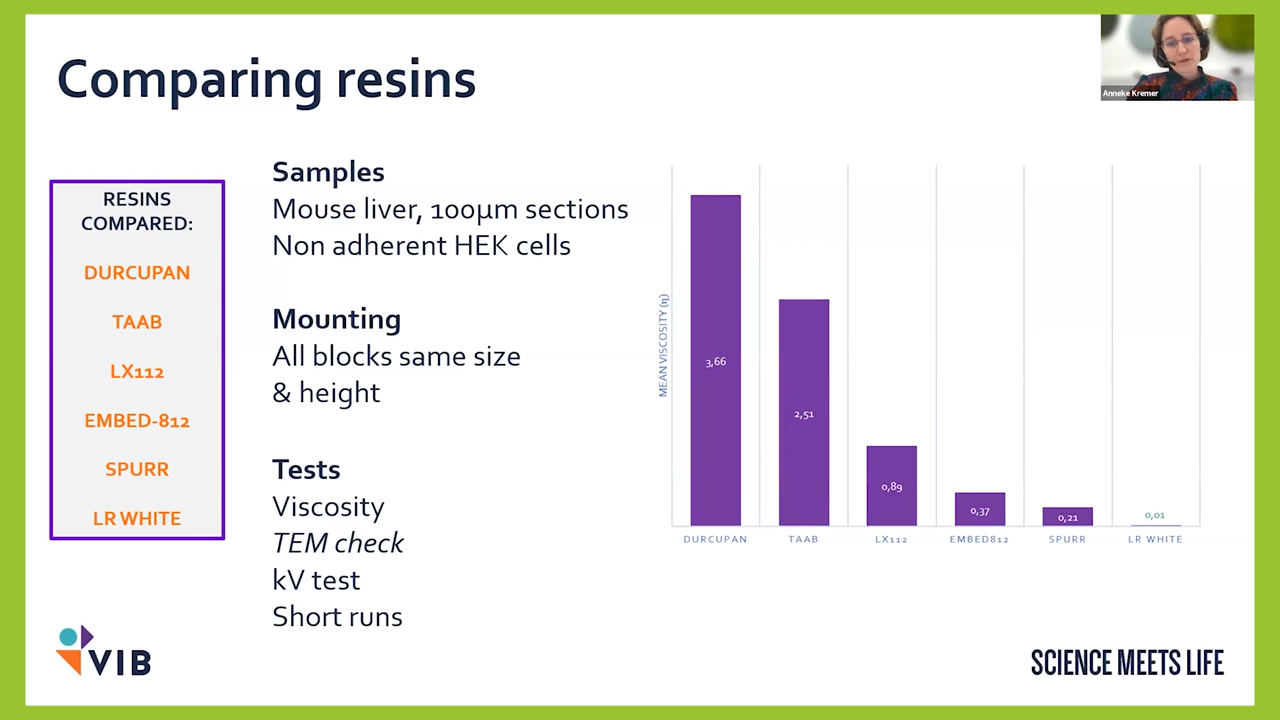 Comparing resins
Anneke Kremer
RESINS
COMPARED:
DURCUPAN
TAAB
LX112
EMBED-812
SPURR
LR WHITE
Samples
Mouse liver, 100µm sections
Non adherent HEK cells
Mounting
All blocks same size
& height
Tests
Viscosity
TEM check
kV test
Short runs
MEAN VISCOSITY (η)
3,66
2,51
0,89
0,37
0,21
0,01
DURCUPAN TAAB LX112 EMBED812 SPURR LR WHITE
VIB
SCIENCE MEETS LIFE